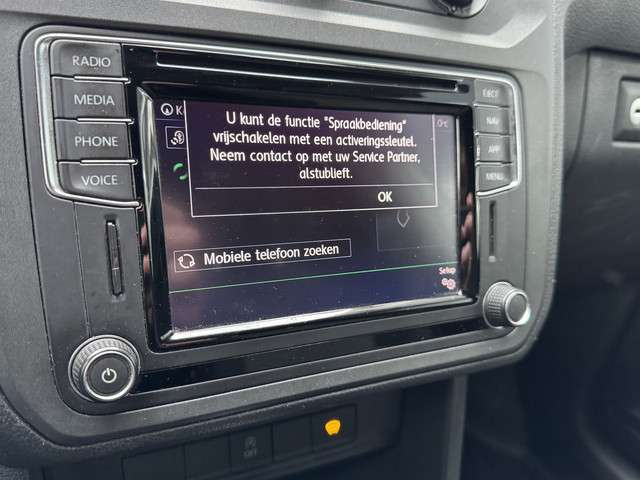 RADIO
MEDIA
PHONE
VOICE
U kunt de functie "Spraakbediening"
vrijschakelen met een activeringssleutel.
Neem contact op met uw Service Partner,
alstublieft.
OK
Mobiele telefoon zoeken
Setup
EJECT
NAV
APP
MENU
OFF